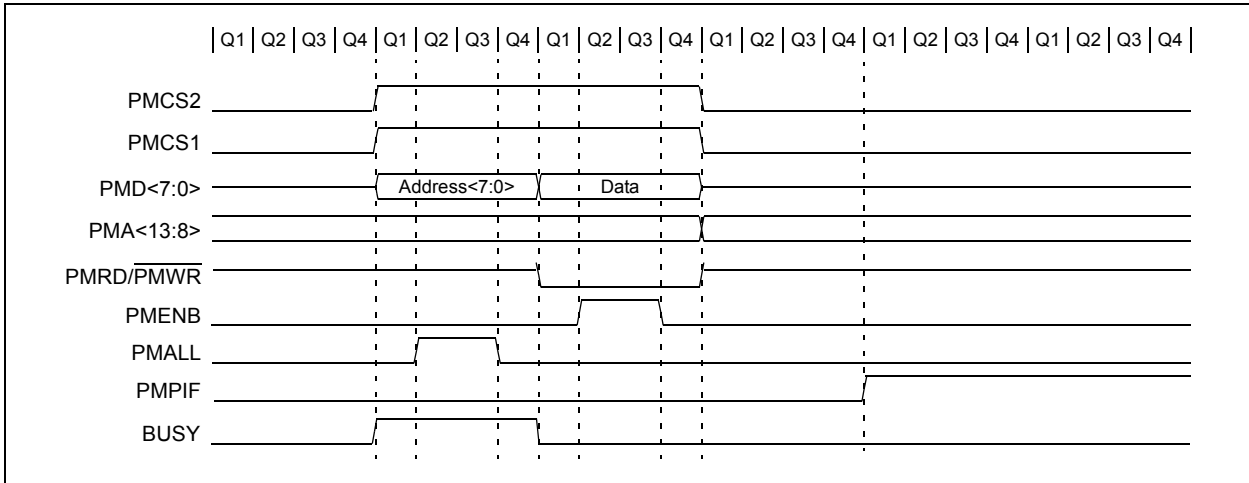 Q1 Q2 Q3 Q4 Q1 Q2 Q3 Q4 Q1 Q2 Q3 Q4 Q1 Q2 Q3 Q4 Q1 Q2 Q3 Q4 Q1 Q2 Q3 Q4
PMCS2
PMCS1
PMD<7:0> Address<7:0> Data
PMA<13:8>
PMRD/PMWR
PMENB
PMALL
PMPIF
BUSY